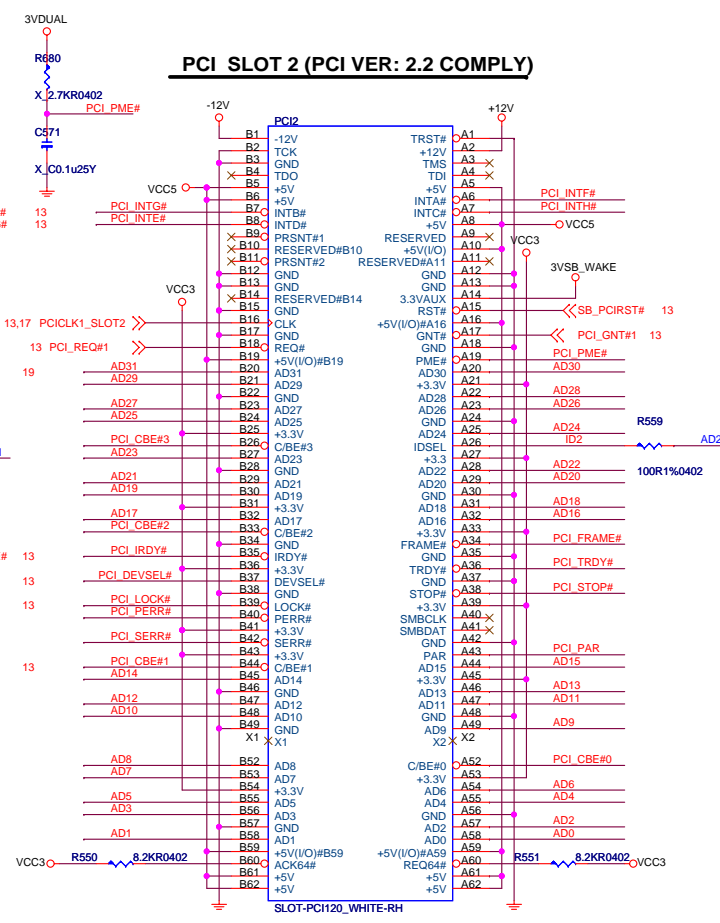 3VDUAL
R680
X_2.7KR0402
PCI_PME#
C571
X_C0.1u25Y
PCI SLOT 2 (PCI VER: 2.2 COMPLY)
-12V
+12V
PCI2
B1 -12V TRST# A1
B2 TCK +12V A2
B3 GND TMS A3
B4 TDO TDI A4
VCC5 B5 +5V +5V A5
# 13 B6 +5V INTA# A6 PCI_INTF#
PCI_INTG# B7 INTB# INTC# A7 PCI_INTH#
# 13 PCI_INTE# B8 INTD# +5V A8 VCC5
B9 PRSNT#1 RESERVED A9
B10 RESERVED#B10 +5V(I/O) A10
VCC3
B11 PRSNT#2 RESERVED#A11 A11
B12 GND GND A12
B13 GND GND A13
3VSB_WAKE
B14 RESERVED#B14 3.3VAUX A14
VCC3
B15 GND RST# A15 SB_PCIRST# 13
13,17 PCICLK1_SLOT2 B16 CLK +5V(I/O)#A16 A16
B17 GND GNT# A17 PCI_GNT#1 13
13 PCI_REQ#1 B18 REQ# GND A18
B19 +5V(I/O)#B19 PME# A19 PCI_PME#
19 AD31 B20 AD31 AD30 A20 AD30
AD29 B21 AD29 +3.3V A21
B22 GND AD28 A22 AD28
AD27 B23 AD27 AD26 A23 AD26
AD25 B24 AD25 GND A24
B25 +3.3V AD24 A25 AD24
R559
PCI_CBE#3 B26 C/BE#3 IDSEL A26 ID2
AD23 B27 AD23 +3.3 A27
100R1%0402
B28 GND AD22 A28 AD22
AD21 B29 AD21 AD20 A29 AD20
AD19 B30 AD19 GND A30
B31 +3.3V AD18 A31 AD18
AD17 B32 AD17 AD16 A32 AD16
PCI_CBE#2 B33 C/BE#2 +3.3V A33
B34 GND FRAME# A34 PCI_FRAME#
# 13 PCI_IRDY# B35 IRDY# GND A35
B36 +3.3V TRDY# A36 PCI_TRDY#
13 PCI_DEVSEL# B37 DEVSEL# GND A37
B38 GND STOP# A38 PCI_STOP#
13 PCI_LOCK# B39 LOCK# +3.3V A39
PCI_PERR# B40 PERR# SMBCLK A40
B41 +3.3V SMBDAT A41
PCI_SERR# B42 SERR# GND A42
B43 +3.3V PAR A43 PCI_PAR
13 PCI_CBE#1 B44 C/BE#1 AD15 A44 AD15
AD14 B45 AD14 +3.3V A45
B46 GND AD13 A46 AD13
AD12 B47 AD12 AD11 A47 AD11
AD10 B48 AD10 GND A48
B49 GND AD9 A49 AD9
X1 X1 X2 X2
AD8 B52 AD8 C/BE#0 A52 PCI_CBE#0
AD7 B53 AD7 +3.3V A53
B54 +3.3V AD6 A54 AD6
AD5 B55 AD5 AD4 A55 AD4
AD3 B56 AD3 GND A56
B57 GND AD2 A57 AD2
AD1 B58 AD1 AD0 A58 AD0
B59 +5V(I/O)#B59 +5V(I/O)#A59 A59
VCC3 R550 8.2KR0402 B60 ACK64# REQ64# A60 R551 8.2KR0402 VCC3
B61 +5V +5V A61
B62 +5V +5V A62
SLOT-PCI120_WHITE-RH